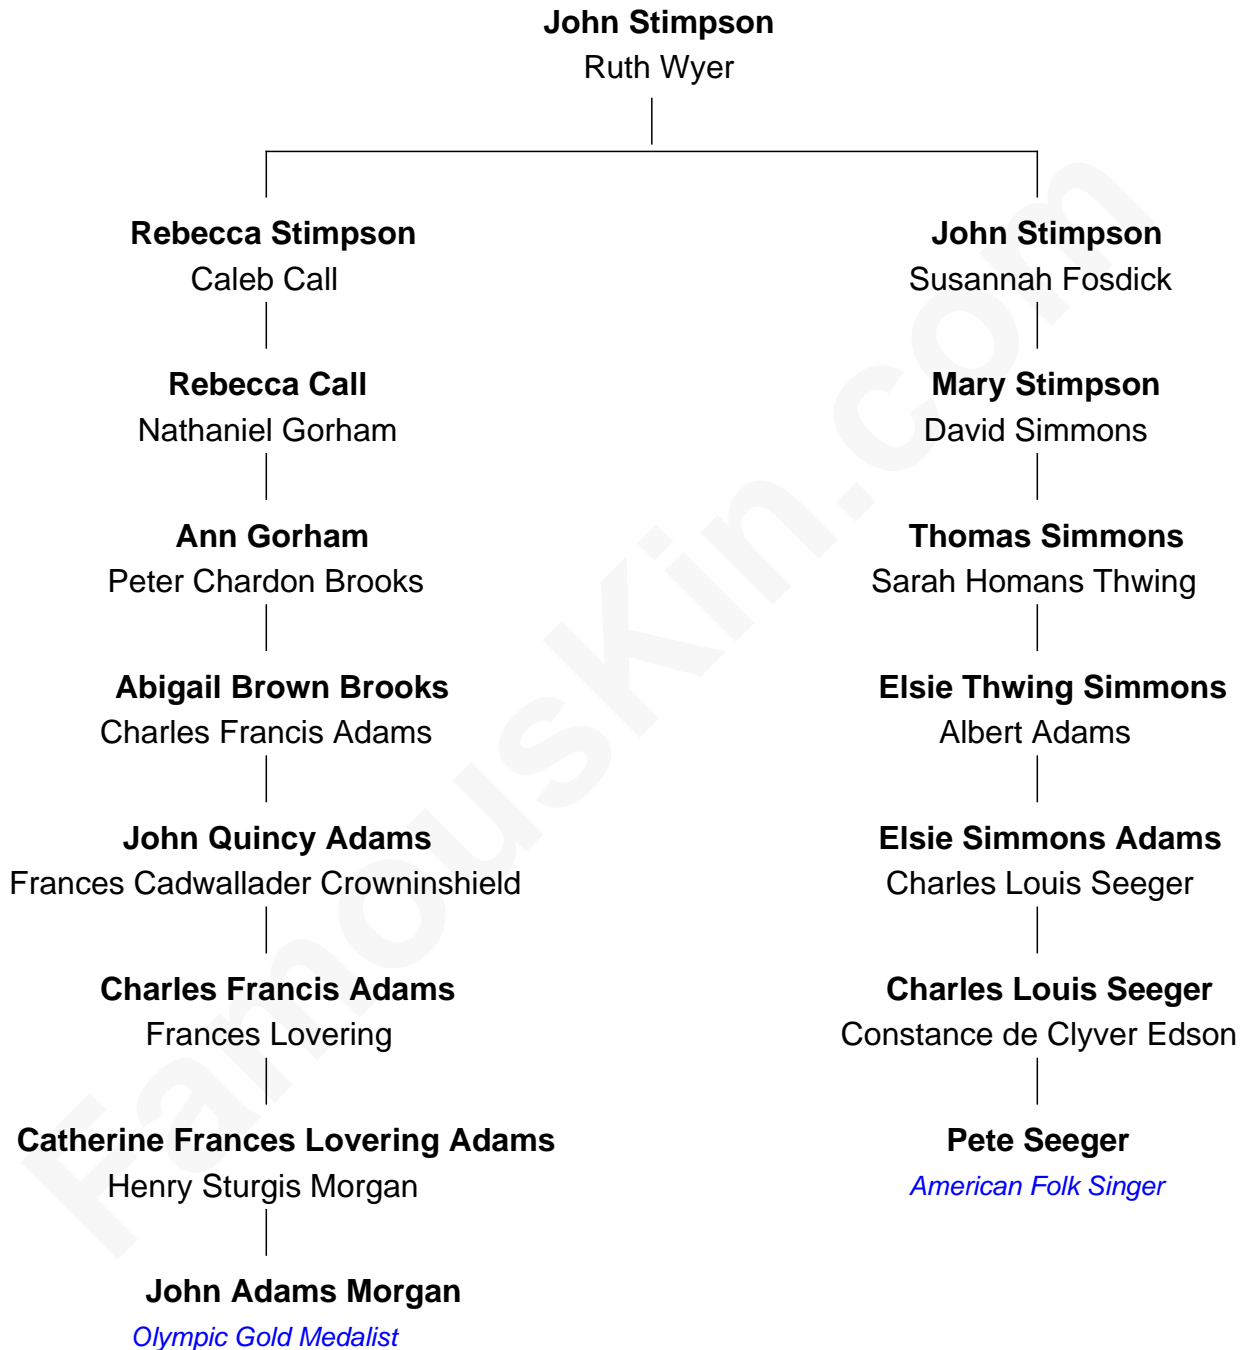 John Stimpson
Ruth Wyer
Rebecca Stimpson
Caleb Call
Rebecca Call
Nathaniel Gorham
Ann Gorham
Peter Chardon Brooks
Abigail Brown Brooks
Charles Francis Adams
John Quincy Adams
Frances Cadwallader Crowninshield
Charles Francis Adams
Frances Lovering
Catherine Frances Lovering Adams
Henry Sturgis Morgan
John Adams Morgan
Olympic Gold Medalist
John Stimpson
Susannah Fosdick
Mary Stimpson
David Simmons
Thomas Simmons
Sarah Homans Thwing
Elsie Thwing Simmons
Albert Adams
Elsie Simmons Adams
Charles Louis Seeger
Charles Louis Seeger
Constance de Clyver Edson
Pete Seeger
American Folk Singer
FamousKin.com